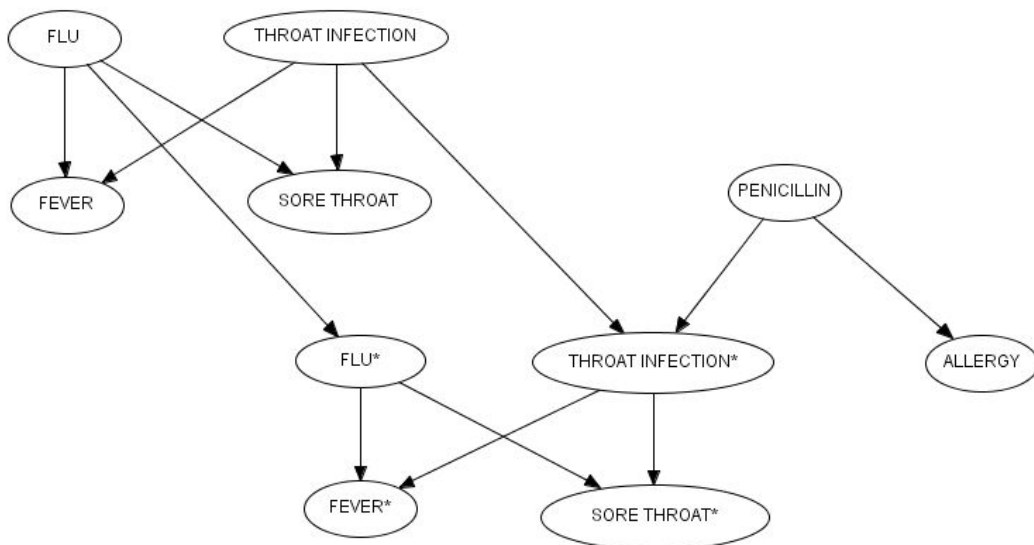 FLU
THROAT INFECTION
FEVER
SORE THROAT
PENICILLIN
FLU*
THROAT INFECTION*
ALLERGY
FEVER*
SORE THROAT*